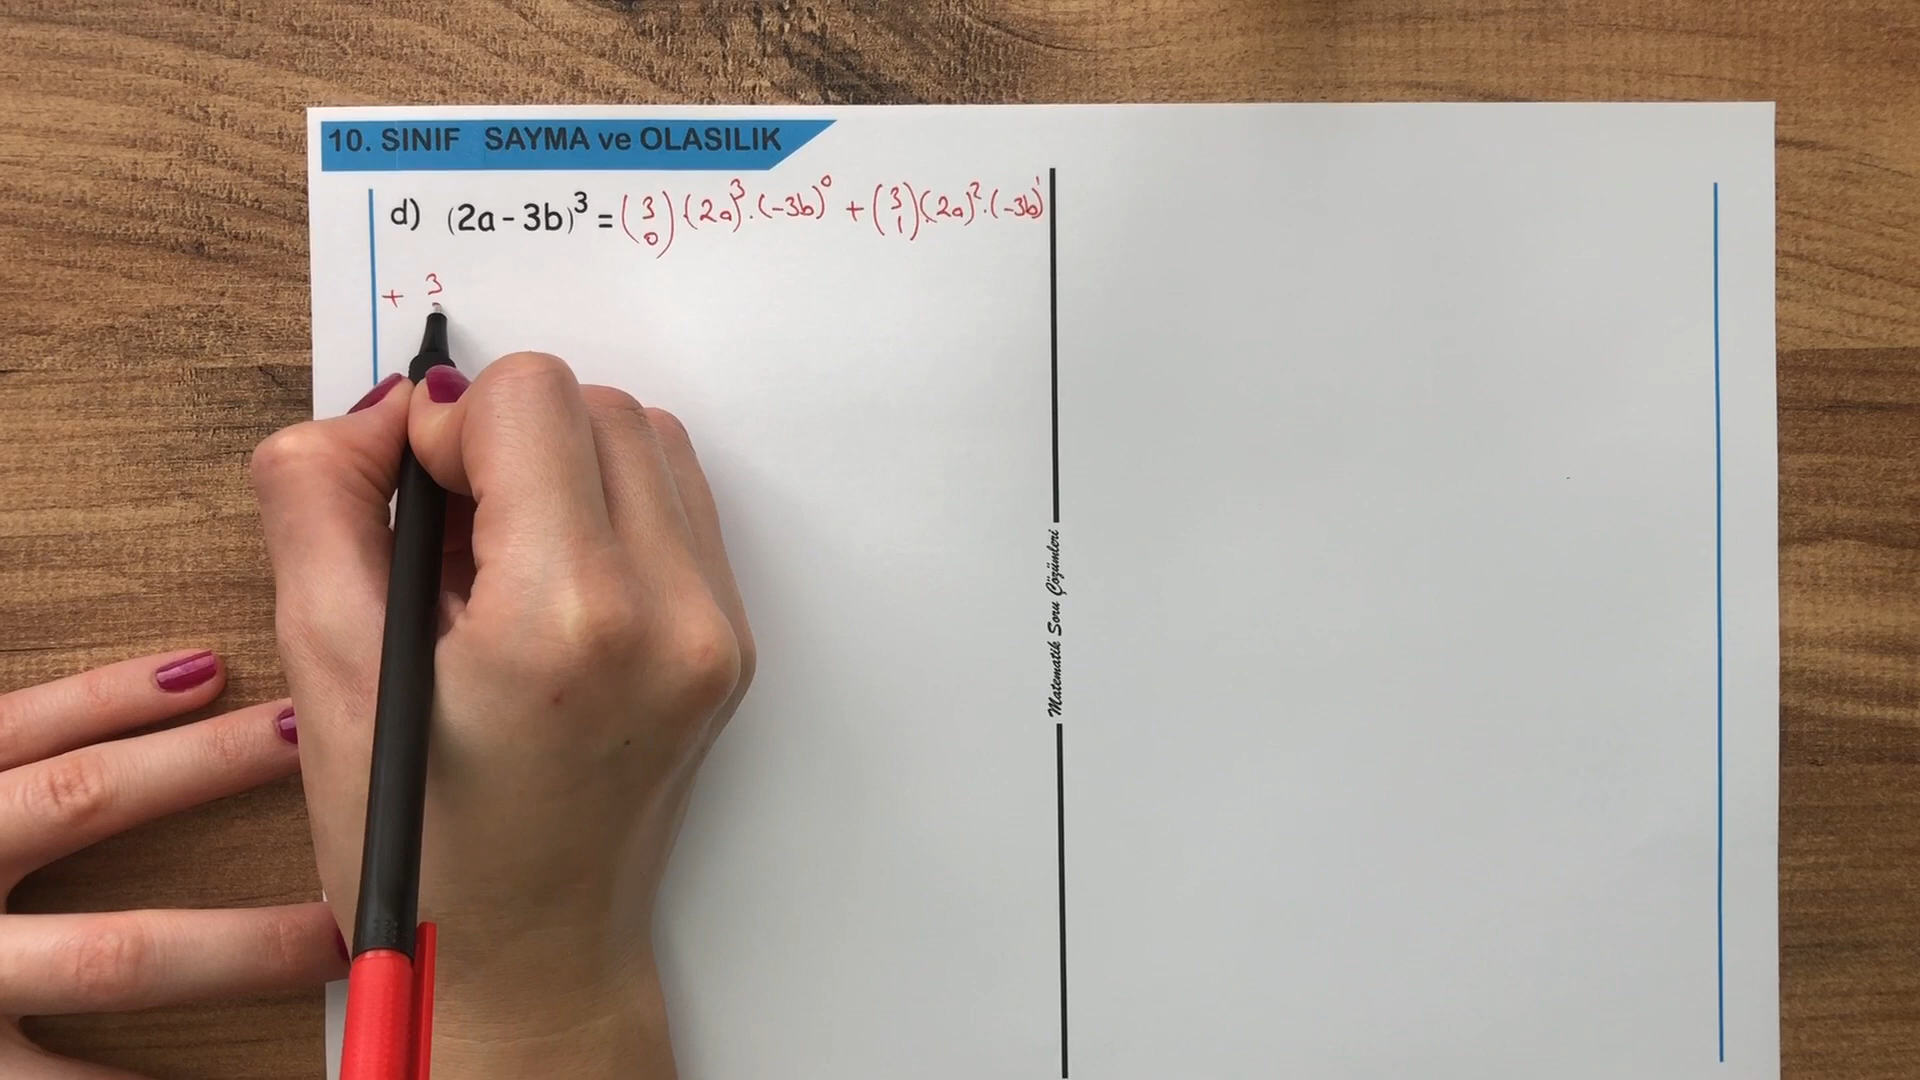 10. SINIF SAYMA ve OLASILIK
d) (2a - 3b)³ = (3 0) (2a)³ . (-3b)⁰ + (3 1) . (2a)² . (-3b)¹
+ 3
Matematik Soru Çözümleri